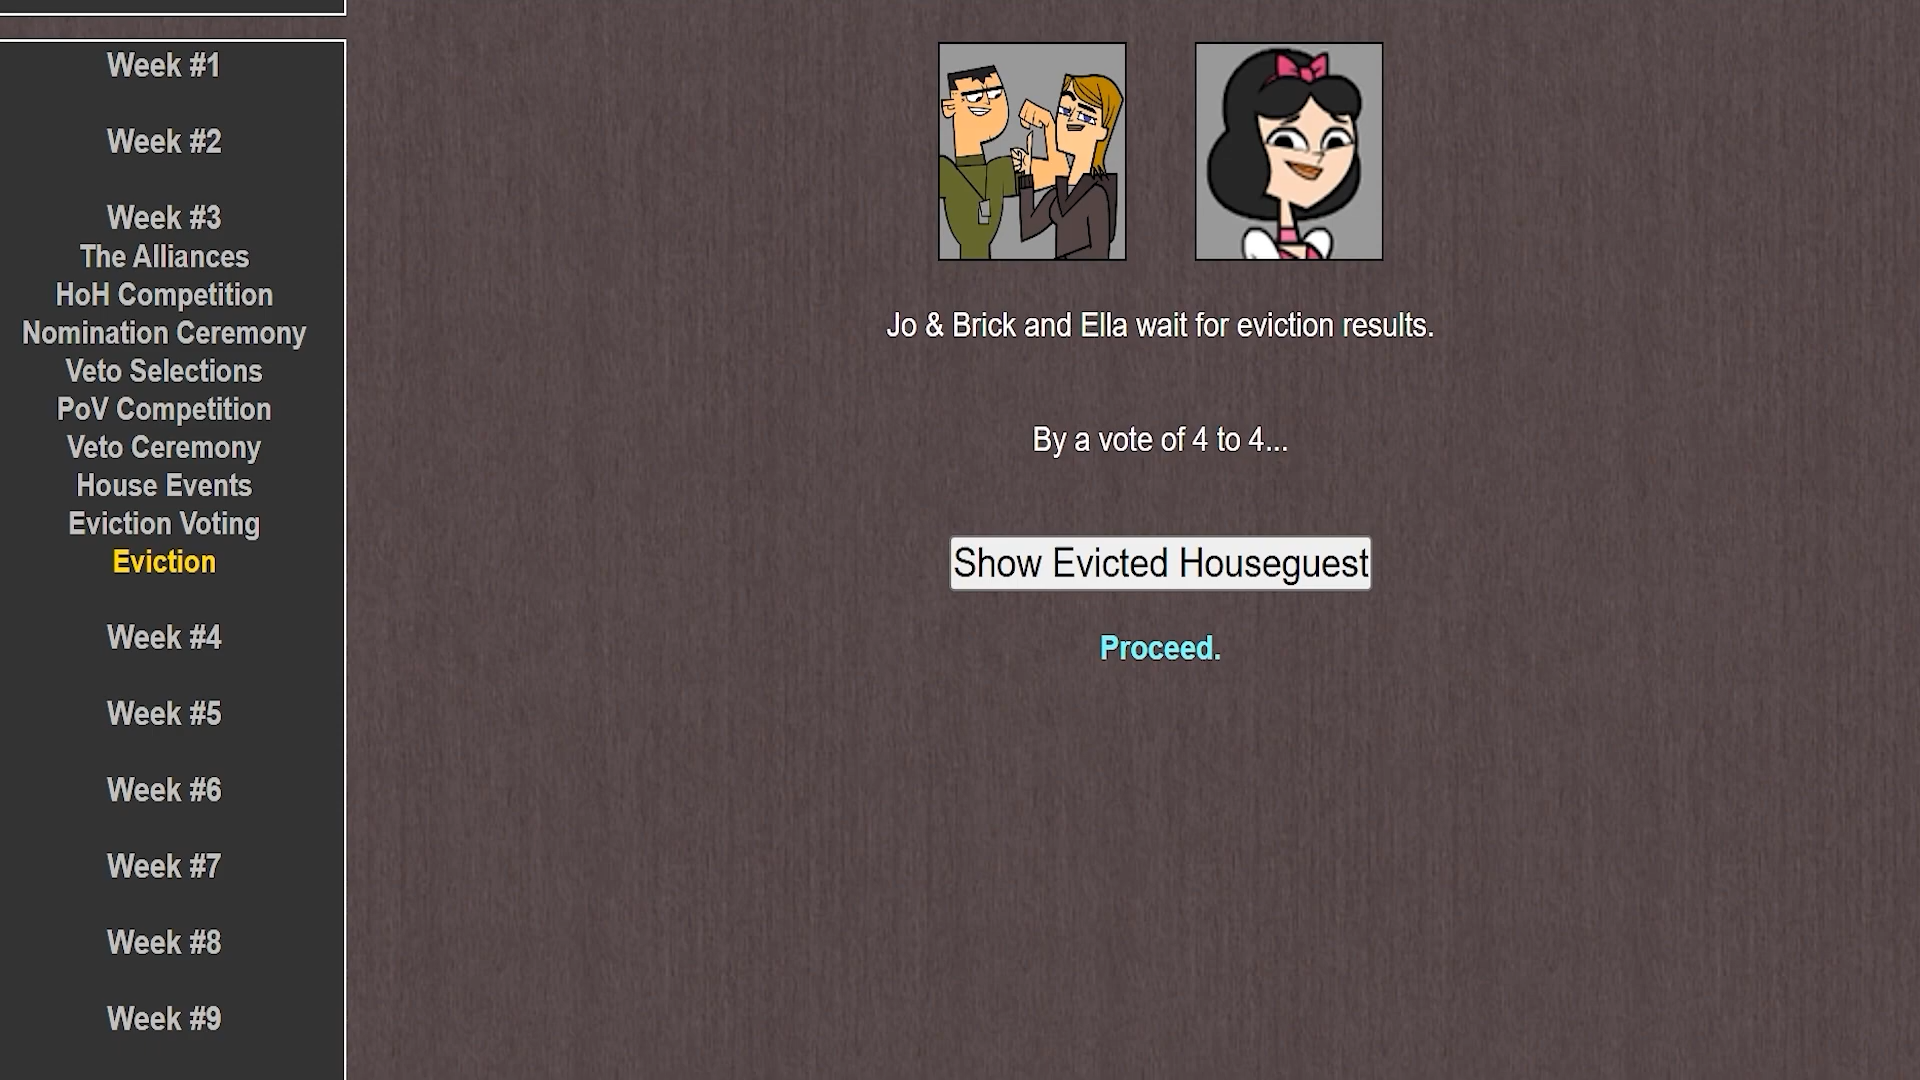 Week #1
Week #2
Week #3
The Alliances
HoH Competition
Nomination Ceremony
Veto Selections
PoV Competition
Veto Ceremony
House Events
Eviction Voting
Eviction
Week #4
Week #5
Week #6
Week #7
Week #8
Week #9
Jo & Brick and Ella wait for eviction results.
By a vote of 4 to 4...
Show Evicted Houseguest
Proceed.